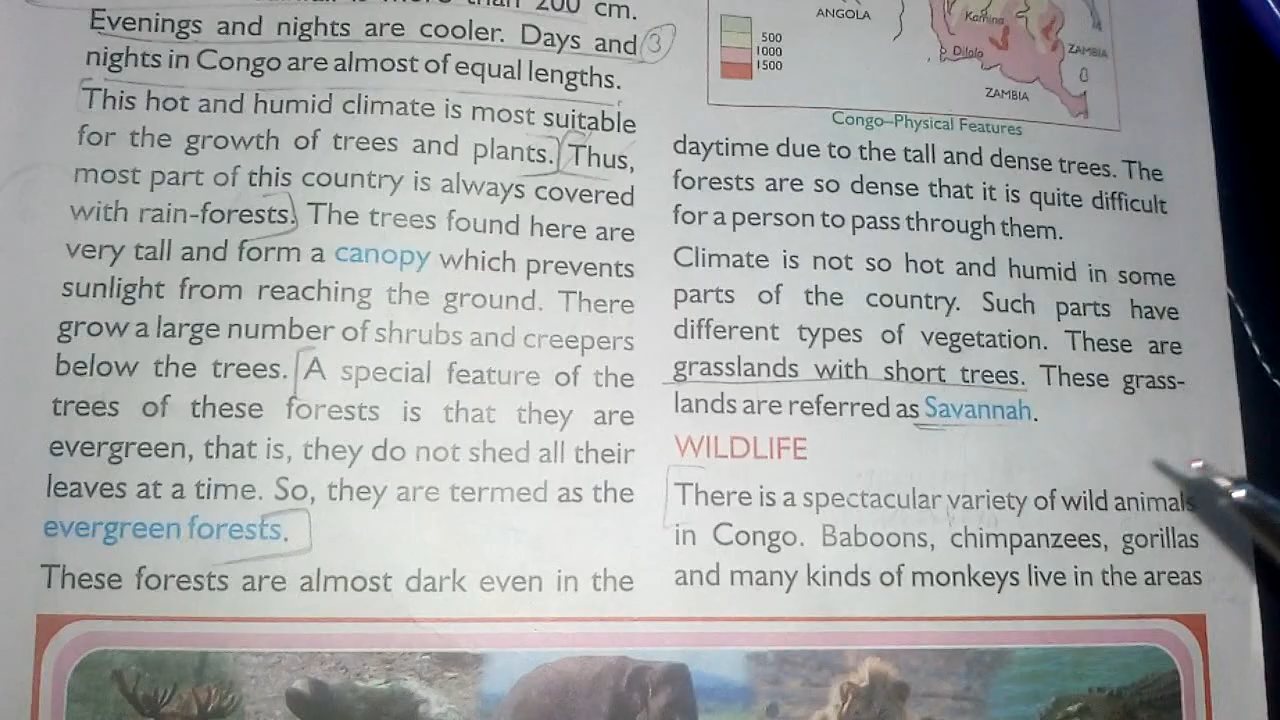 than 200 cm.
Evenings and nights are cooler. Days and
nights in Congo are almost of equal lengths.
This hot and humid climate is most suitable
for the growth of trees and plants. Thus,
most part of this country is always covered
with rain-forests. The trees found here are
very tall and form a canopy which prevents
sunlight from reaching the ground. There
grow a large number of shrubs and creepers
below the trees. A special feature of the
trees of these forests is that they are
evergreen, that is, they do not shed all their
leaves at a time. So, they are termed as the
evergreen forests.
These forests are almost dark even in the
3
ANGOLA
Kamina
Dilolo
ZAMBIA
ZAMBIA
500
1000
1500
Congo–Physical Features
daytime due to the tall and dense trees. The
forests are so dense that it is quite difficult
for a person to pass through them.
Climate is not so hot and humid in some
parts of the country. Such parts have
different types of vegetation. These are
grasslands with short trees. These grass-
lands are referred as Savannah.
WILDLIFE
There is a spectacular variety of wild animals
in Congo. Baboons, chimpanzees, gorillas
and many kinds of monkeys live in the areas